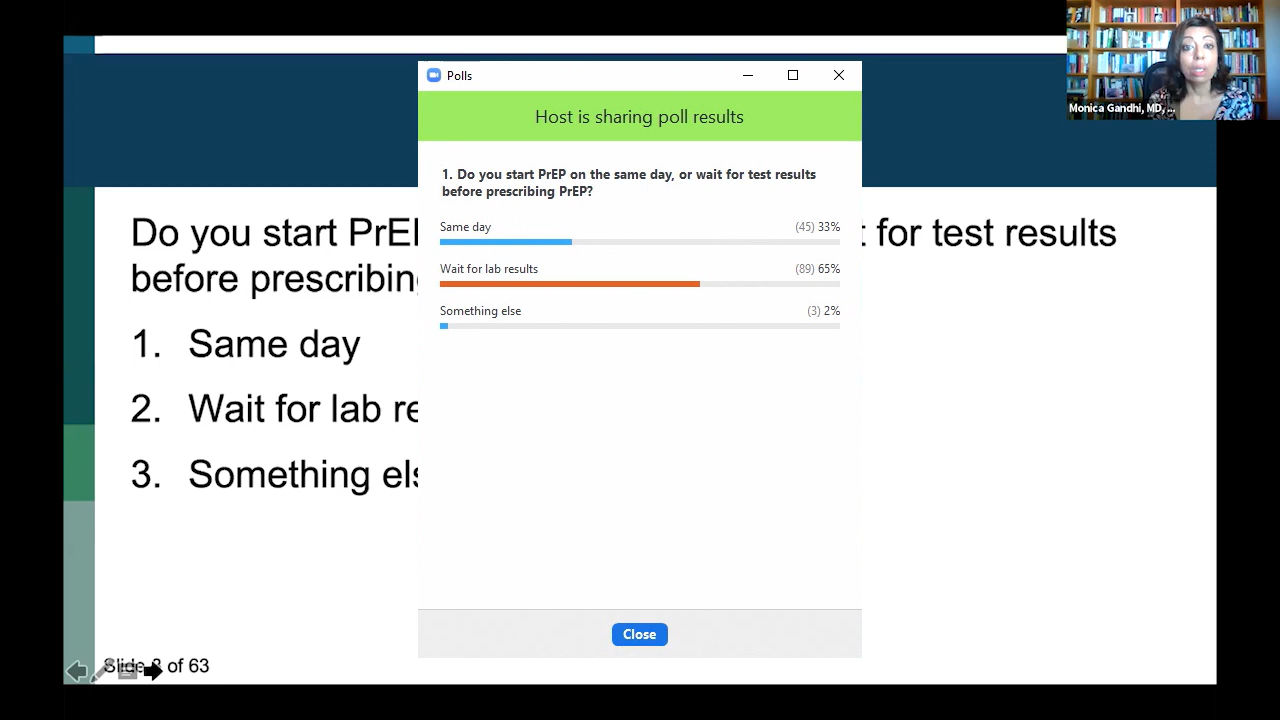 Polls
Host is sharing poll results
1. Do you start PrEP on the same day, or wait for test results
before prescribing PrEP?
Same day
(45) 33%
Wait for lab results
(89) 65%
Something else
(3) 2%
Close
Monica Gandhi, MD, ...
Do you start PrE
for test results
before prescribing
1. Same day
2. Wait for lab re
3. Something els
Slide
of 63